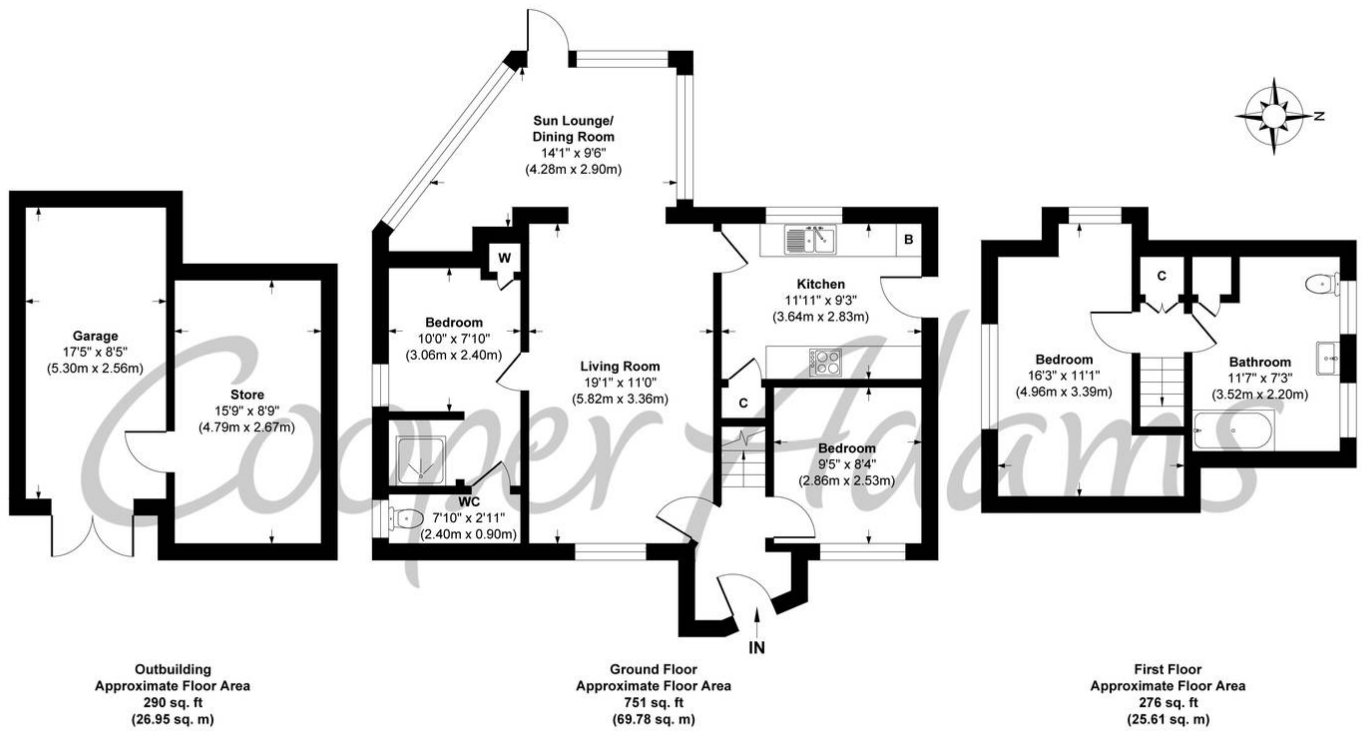 Sun Lounge/
Dining Room
14'1" x 9'6"
(4.28m x 2.90m)
N
Garage
17'5" x 8'5"
(5.30m x 2.56m)
Store
15'9" x 8'9"
(4.79m x 2.67m)
W
Bedroom
10'0" x 7'10"
(3.06m x 2.40m)
WC
7'10" x 2'11"
(2.40m x 0.90m)
Living Room
19'1" x 11'0"
(5.82m x 3.36m)
B
Kitchen
11'11" x 9'3"
(3.64m x 2.83m)
C
Bedroom
9'5" x 8'4"
(2.86m x 2.53m)
IN
C
Bedroom
16'3" x 11'1"
(4.96m x 3.39m)
Bathroom
11'7" x 7'3"
(3.52m x 2.20m)
Cooper Adams
Outbuilding
Approximate Floor Area
290 sq. ft
(26.95 sq. m)
Ground Floor
Approximate Floor Area
751 sq. ft
(69.78 sq. m)
First Floor
Approximate Floor Area
276 sq. ft
(25.61 sq. m)